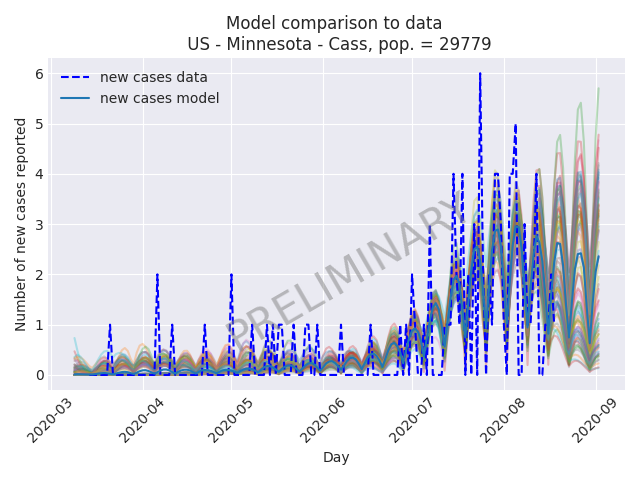 Model comparison to data
US - Minnesota - Cass, pop. = 29779
new cases data
new cases model
Number of new cases reported
6
5
4
3
2
1
0
PRELIMINARY
2020-03
2020-04
2020-05
2020-06
2020-07
2020-08
2020-09
Day